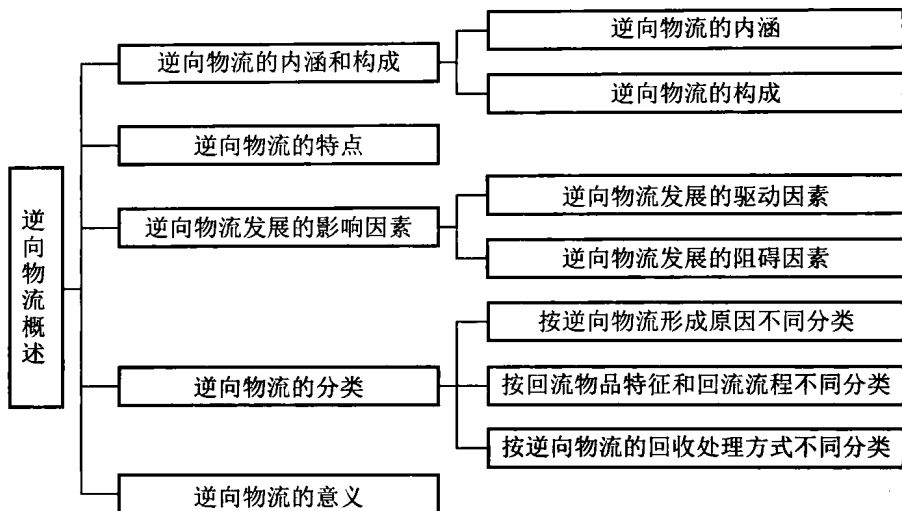 逆向物流概述
逆向物流的内涵和构成
逆向物流的内涵
逆向物流的构成
逆向物流的特点
逆向物流发展的影响因素
逆向物流发展的驱动因素
逆向物流发展的阻碍因素
逆向物流的分类
按逆向物流形成原因不同分类
按回流物品特征和回流流程不同分类
按逆向物流的回收处理方式不同分类
逆向物流的意义